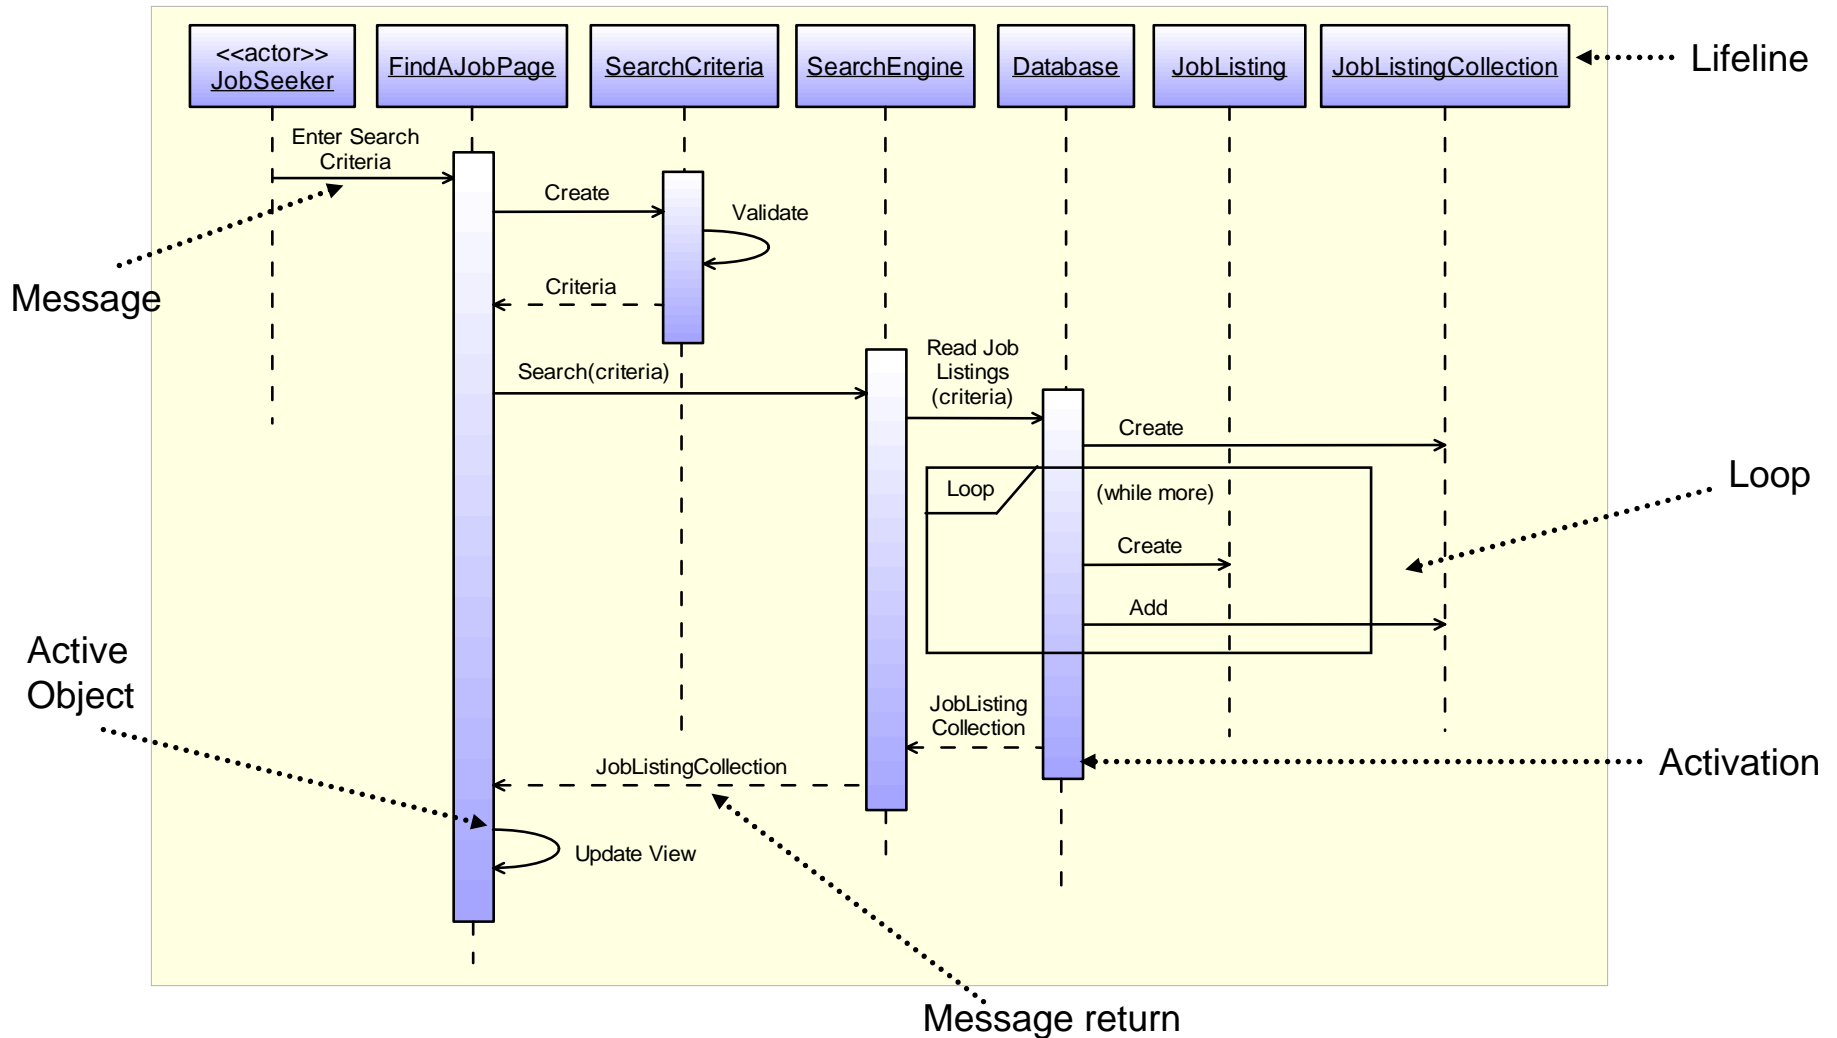 <<actor>>
JobSeeker
FindAJobPage
SearchCriteria
SearchEngine
Database
JobListing
JobListingCollection
Lifeline
Enter Search
Criteria
Create
Validate
Message
Criteria
Search(criteria)
Read Job
Listings
(criteria)
Create
Loop
(while more)
Loop
Create
Add
Active
Object
JobListing
Collection
JobListingCollection
Activation
Update View
Message return